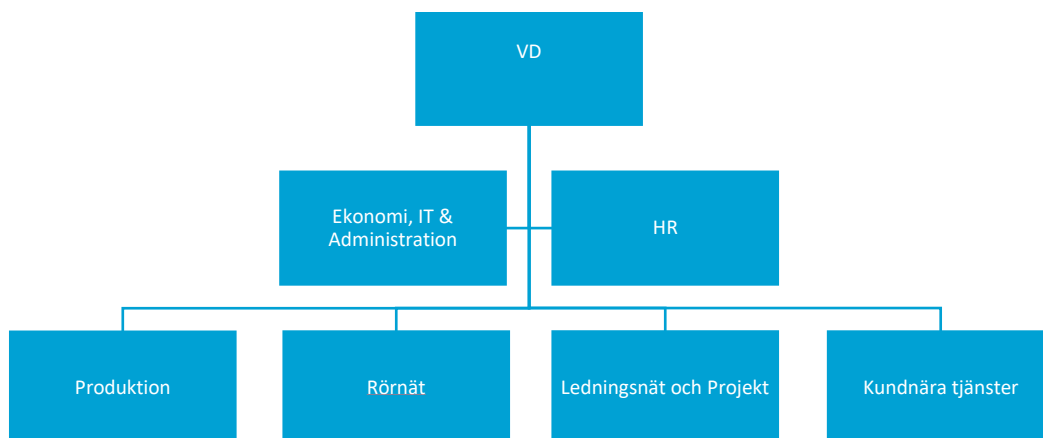 VD
Ekonomi, IT &
Administration
HR
Produktion
Rörnät
Ledningsnät och Projekt
Kundnära tjänster